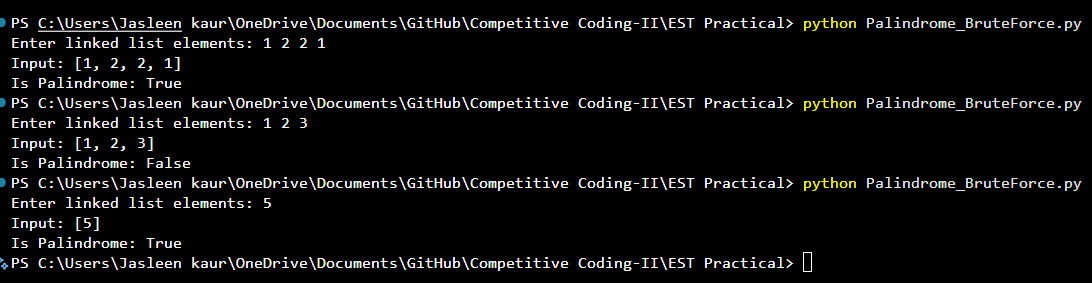 PS C:\Users\Jasleen kaur\OneDrive\Documents\GitHub\Competitive Coding-II\EST Practical> python Palindrome_BruteForce.py
Enter linked list elements: 1 2 2 1
Input: [1, 2, 2, 1]
Is Palindrome: True
PS C:\Users\Jasleen kaur\OneDrive\Documents\GitHub\Competitive Coding-II\EST Practical> python Palindrome_BruteForce.py
Enter linked list elements: 1 2 3
Input: [1, 2, 3]
Is Palindrome: False
PS C:\Users\Jasleen kaur\OneDrive\Documents\GitHub\Competitive Coding-II\EST Practical> python Palindrome_BruteForce.py
Enter linked list elements: 5
Input: [5]
Is Palindrome: True
PS C:\Users\Jasleen kaur\OneDrive\Documents\GitHub\Competitive Coding-II\EST Practical>